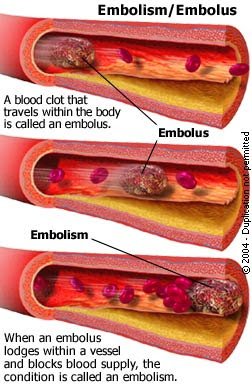 Embolism/Embolus
A blood clot that
travels within the body
is called an embolus.
Embolus
Embolism
When an embolus
lodges within a vessel
and blocks blood supply, the
condition is called an embolism.
© 2004 - Duplication not permitted